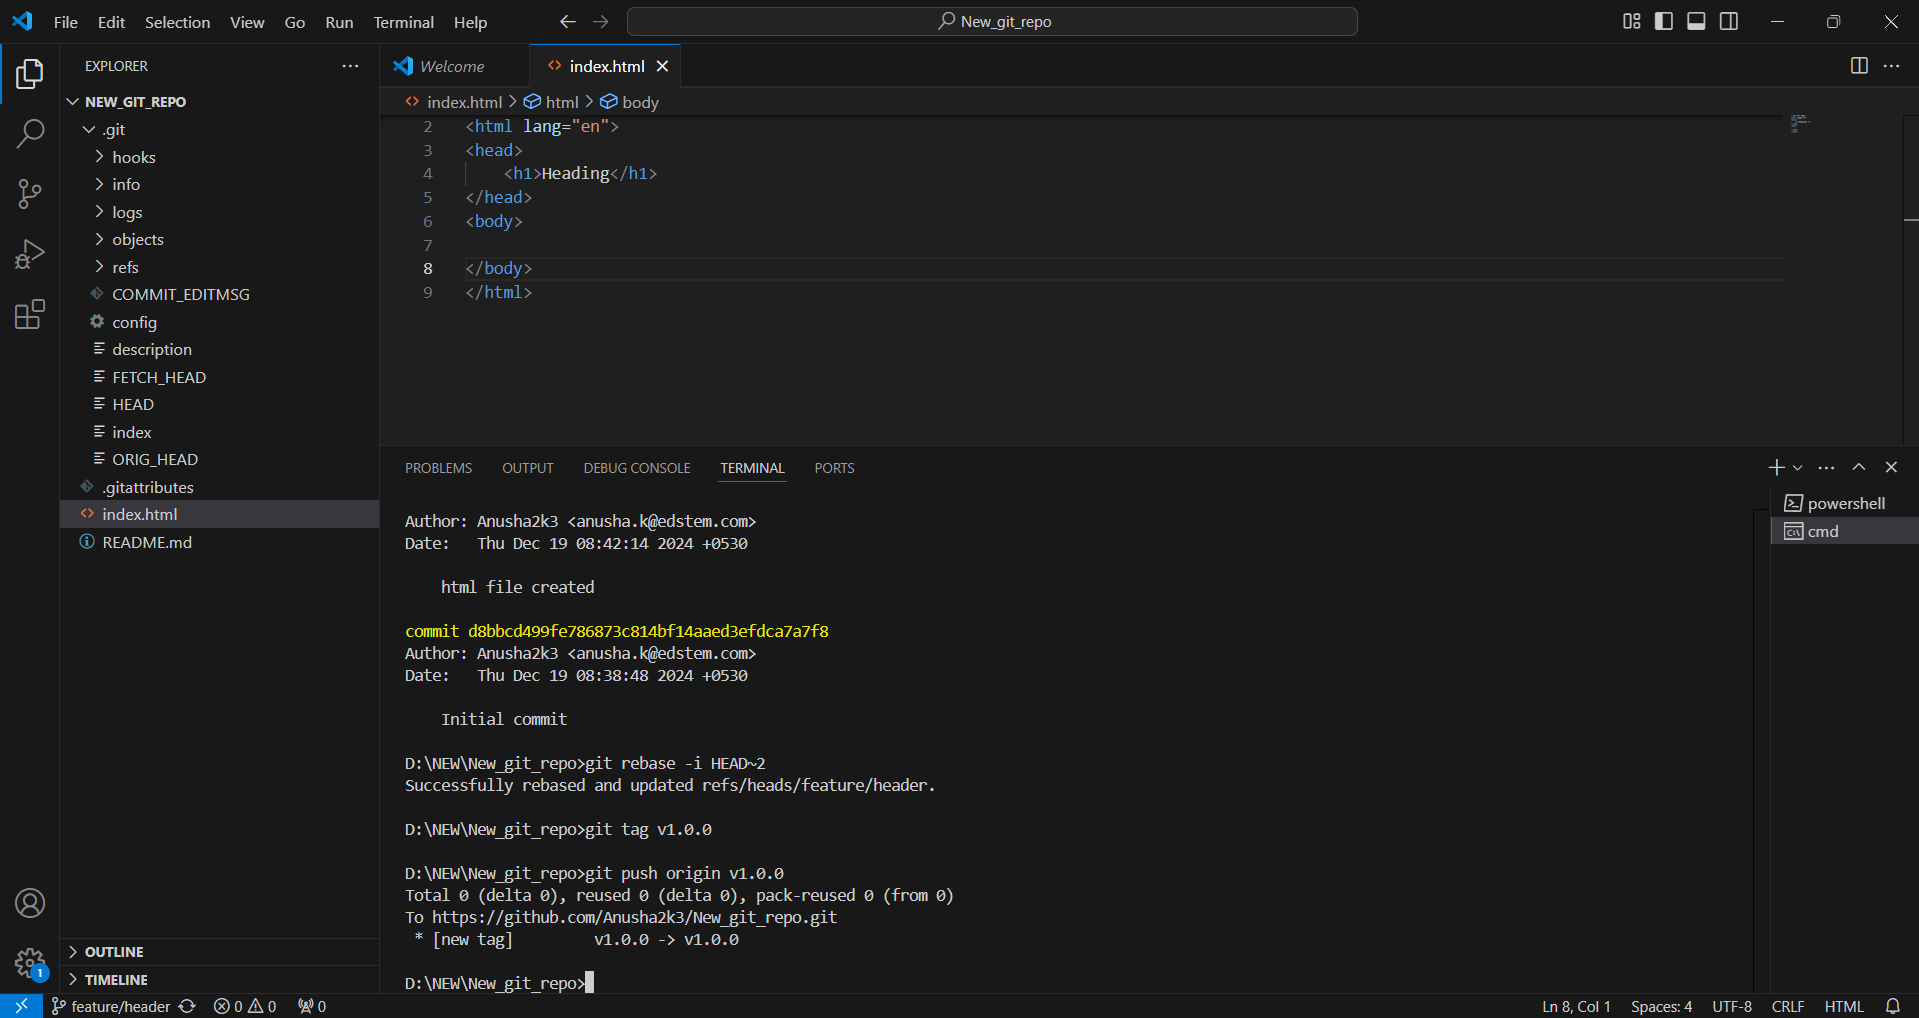 File Edit Selection View Go Run Terminal Help
New_git_repo
EXPLORER
NEW_GIT_REPO
.git
hooks
info
logs
objects
refs
COMMIT_EDITMSG
config
description
FETCH_HEAD
HEAD
index
ORIG_HEAD
.gitattributes
index.html
README.md
OUTLINE
TIMELINE
Welcome
index.html
index.html > html > body
2 <html lang="en">
3 <head>
4 <h1>Heading</h1>
5 </head>
6 <body>
7
8 </body>
9 </html>
PROBLEMS OUTPUT DEBUG CONSOLE TERMINAL PORTS
Author: Anusha2k3 <anusha.k@edstem.com>
Date:   Thu Dec 19 08:42:14 2024 +0530
html file created
commit d8bbcd499fe786873c814bf14aaed3efdca7a7f8
Author: Anusha2k3 <anusha.k@edstem.com>
Date:   Thu Dec 19 08:38:48 2024 +0530
Initial commit
D:\NEW\New_git_repo>git rebase -i HEAD~2
Successfully rebased and updated refs/heads/feature/header.
D:\NEW\New_git_repo>git tag v1.0.0
D:\NEW\New_git_repo>git push origin v1.0.0
Total 0 (delta 0), reused 0 (delta 0), pack-reused 0 (from 0)
To https://github.com/Anusha2k3/New_git_repo.git
* [new tag]         v1.0.0 -> v1.0.0
D:\NEW\New_git_repo>
powershell
cmd
1
feature/header 0 0 0
Ln 8, Col 1 Spaces: 4 UTF-8 CRLF HTML